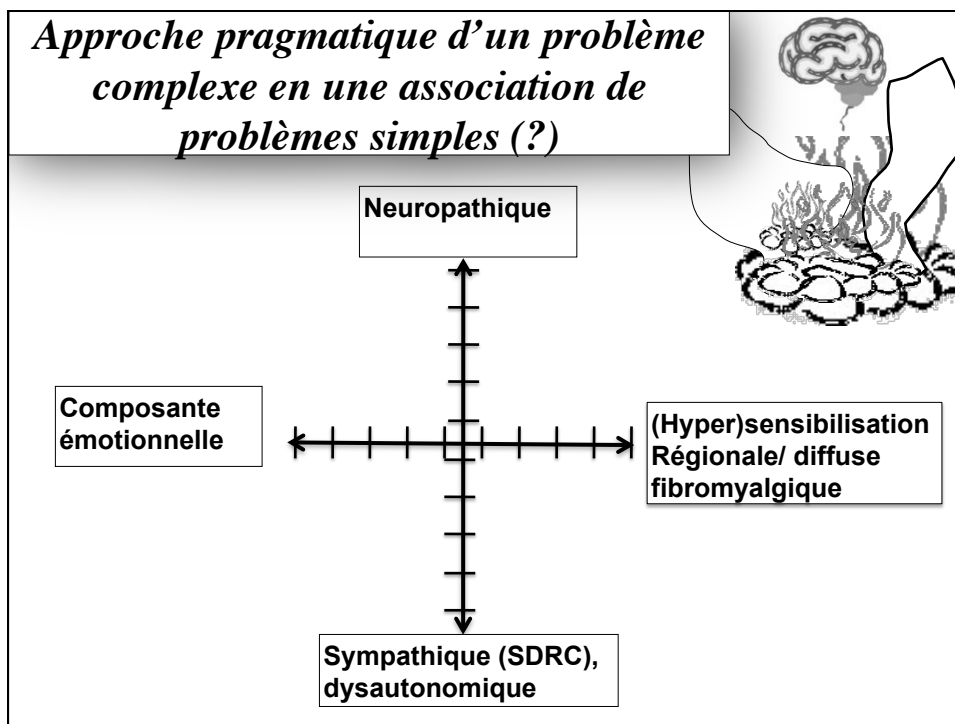 Approche pragmatique d’un problème
complexe en une association de
problèmes simples (?)
Neuropathique
Composante
émotionnelle
(Hyper)sensibilisation
Régionale/ diffuse
fibromyalgique
Sympathique (SDRC),
dysautonomique